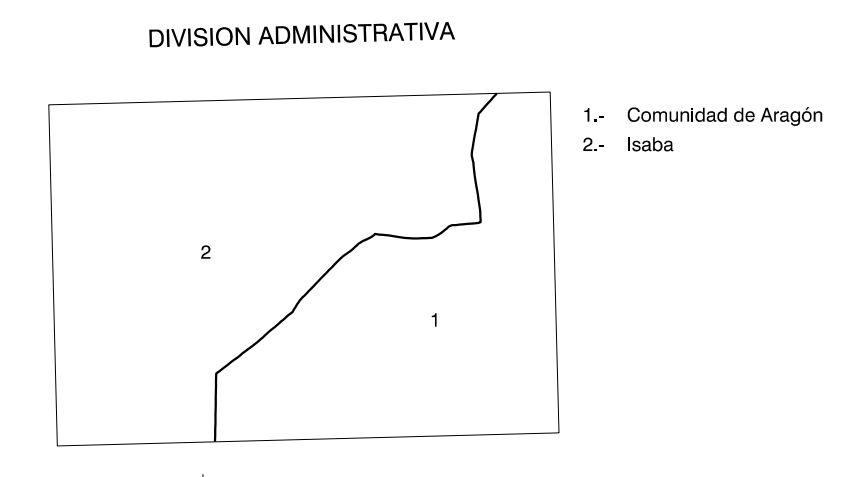 DIVISION ADMINISTRATIVA
1.- Comunidad de Aragón
2.- Isaba
2
1